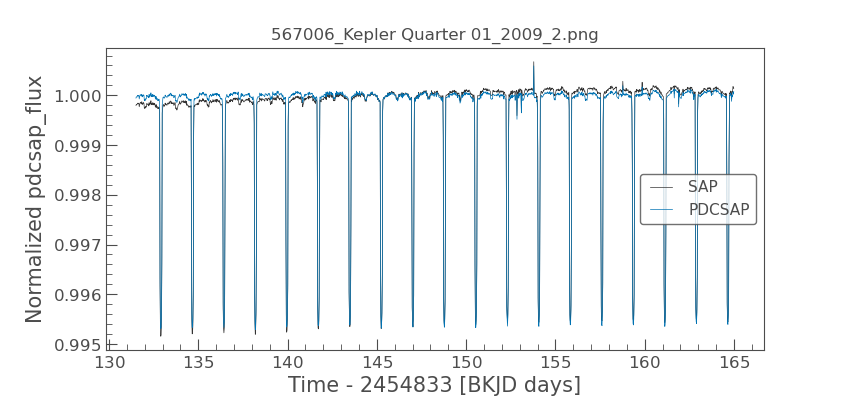 567006_Kepler Quarter 01_2009_2.png
Normalized pdcsap_flux
1.000
0.999
0.998
0.997
0.996
0.995
SAP
PDCSAP
130 135 140 145 150 155 160 165
Time - 2454833 [BKJD days]